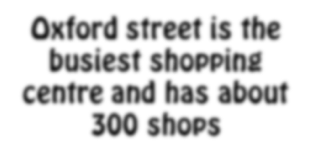 Oxford street is the
busiest shopping
centre and has about
300 shops